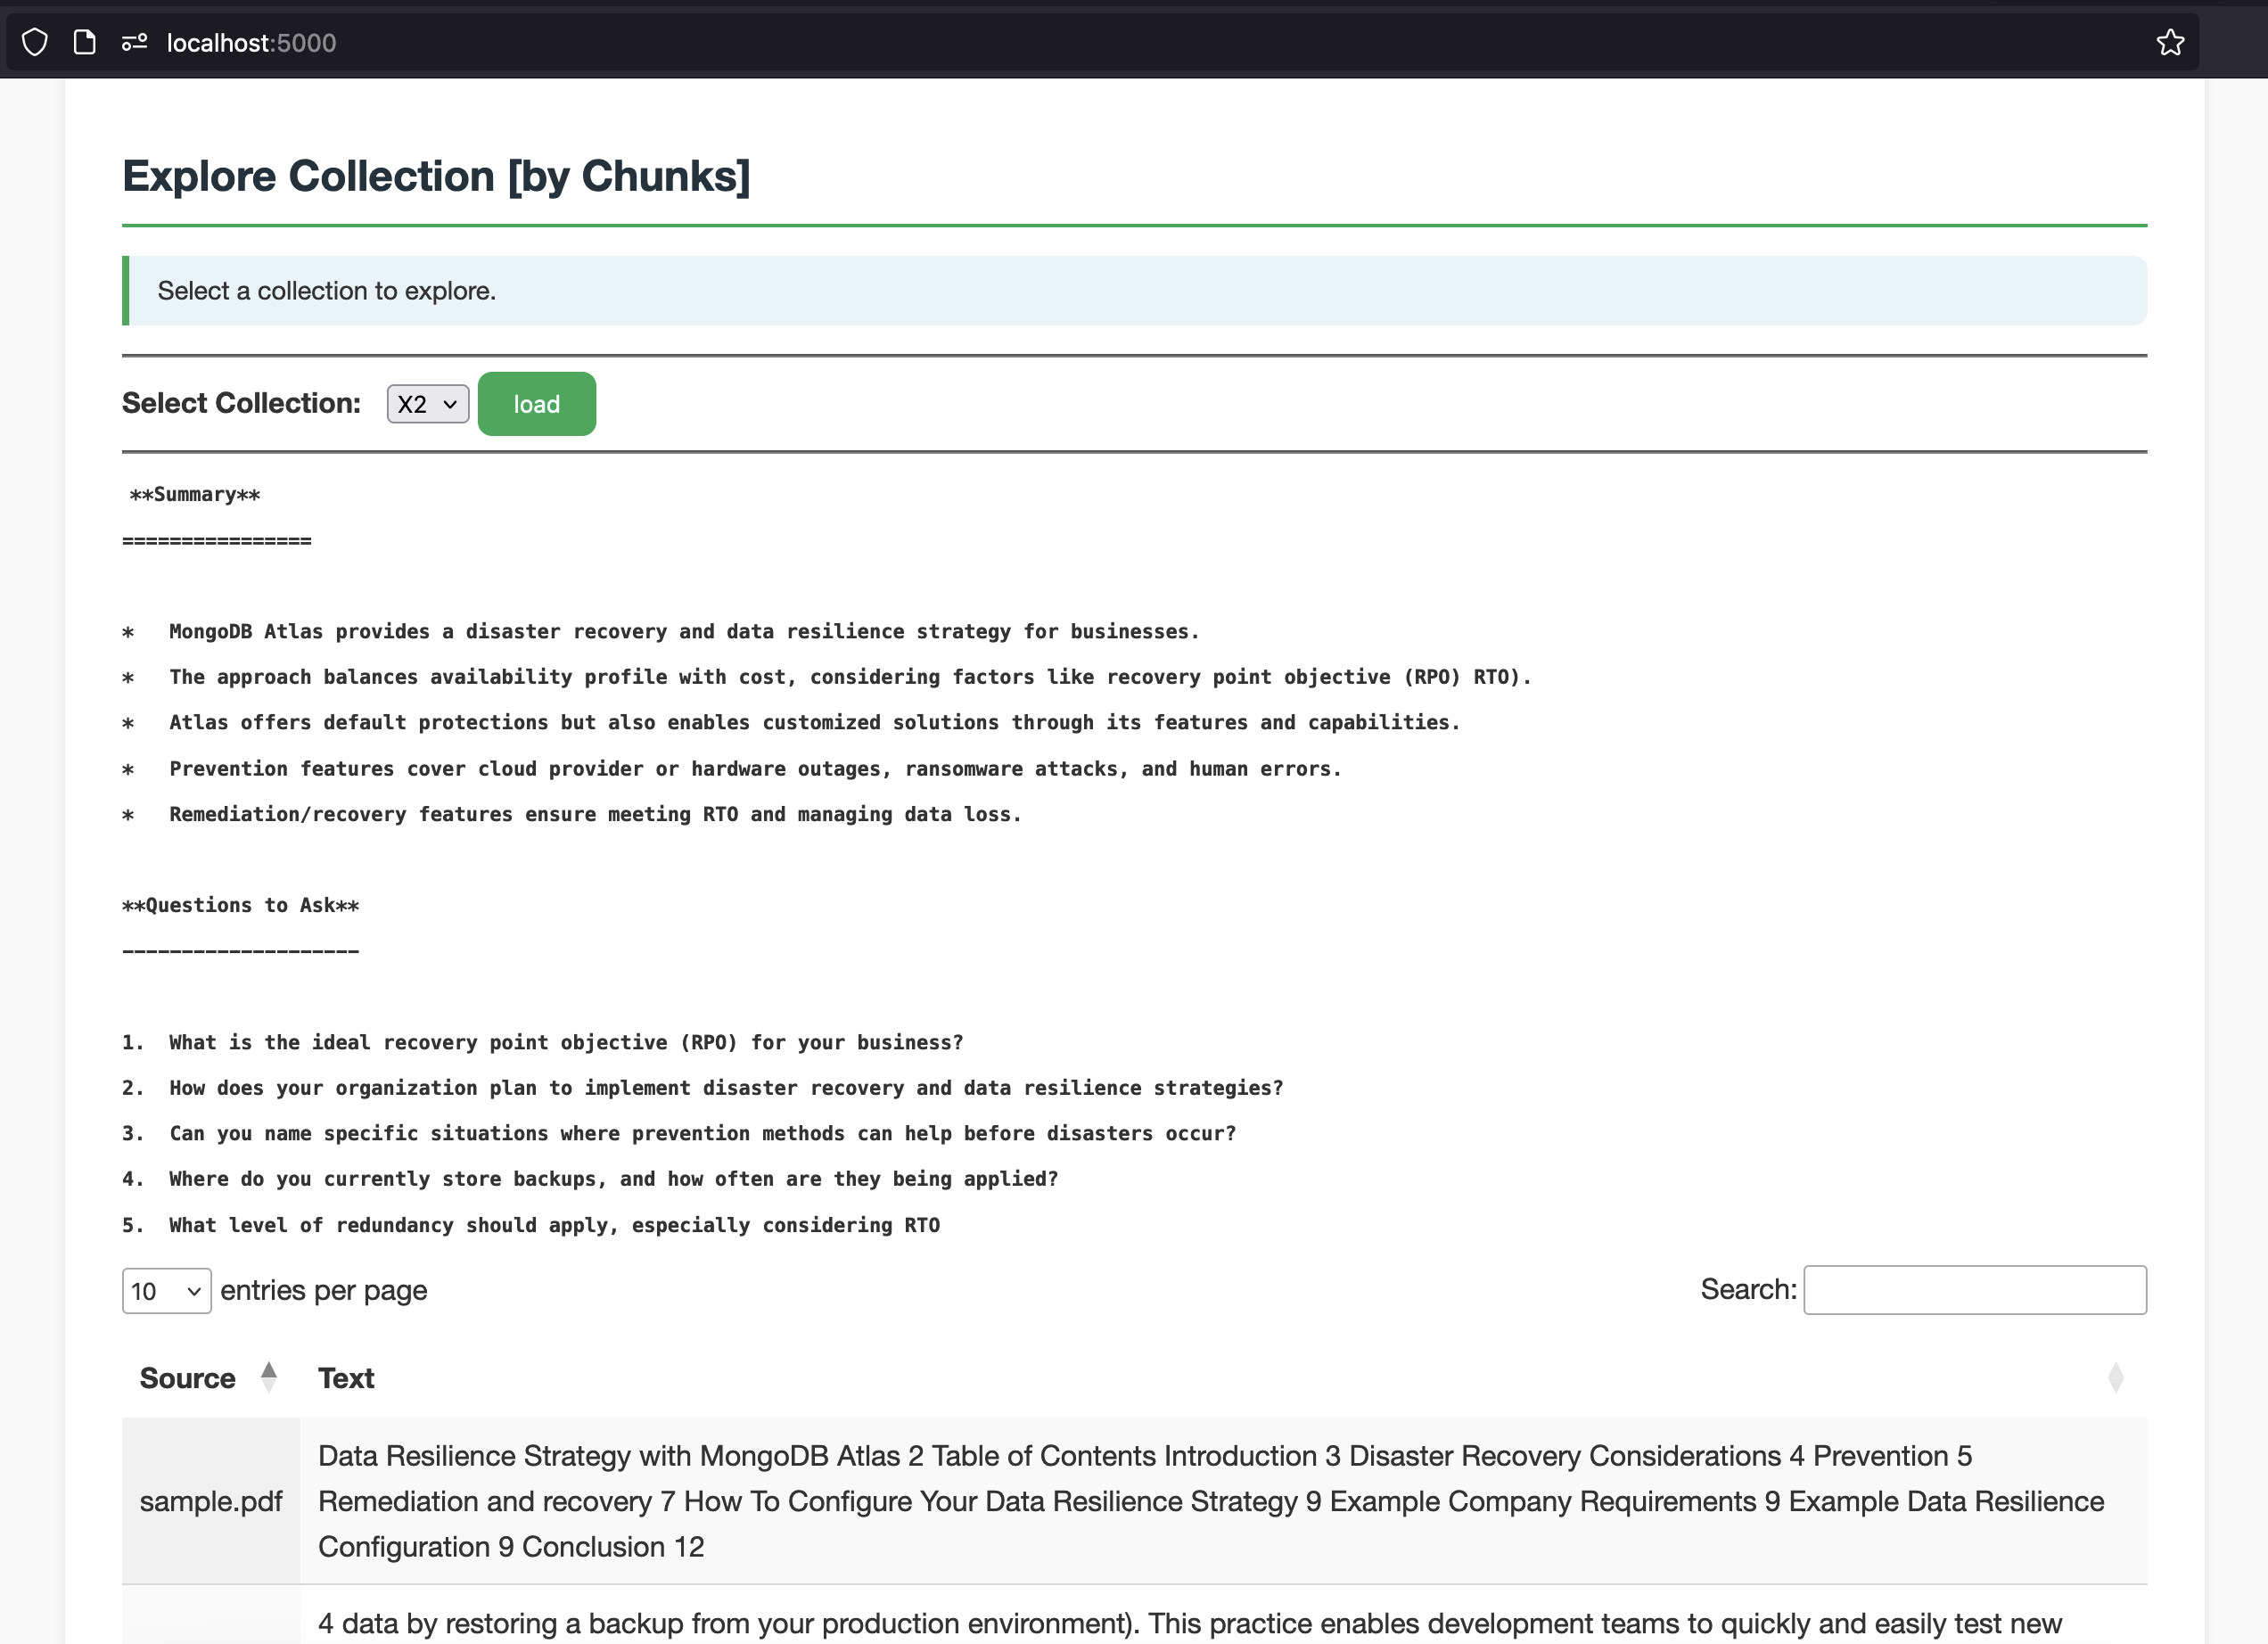 localhost:5000
Explore Collection [by Chunks]
Select a collection to explore.
Select Collection: X2 load
**Summary**
================
* MongoDB Atlas provides a disaster recovery and data resilience strategy for businesses.
* The approach balances availability profile with cost, considering factors like recovery point objective (RPO) RTO).
* Atlas offers default protections but also enables customized solutions through its features and capabilities.
* Prevention features cover cloud provider or hardware outages, ransomware attacks, and human errors.
* Remediation/recovery features ensure meeting RTO and managing data loss.
**Questions to Ask**
--------------------
1. What is the ideal recovery point objective (RPO) for your business?
2. How does your organization plan to implement disaster recovery and data resilience strategies?
3. Can you name specific situations where prevention methods can help before disasters occur?
4. Where do you currently store backups, and how often are they being applied?
5. What level of redundancy should apply, especially considering RTO
10 entries per page Search:
Source Text
sample.pdf
Data Resilience Strategy with MongoDB Atlas 2 Table of Contents Introduction 3 Disaster Recovery Considerations 4 Prevention 5
Remediation and recovery 7 How To Configure Your Data Resilience Strategy 9 Example Company Requirements 9 Example Data Resilience
Configuration 9 Conclusion 12
4 data by restoring a backup from your production environment). This practice enables development teams to quickly and easily test new